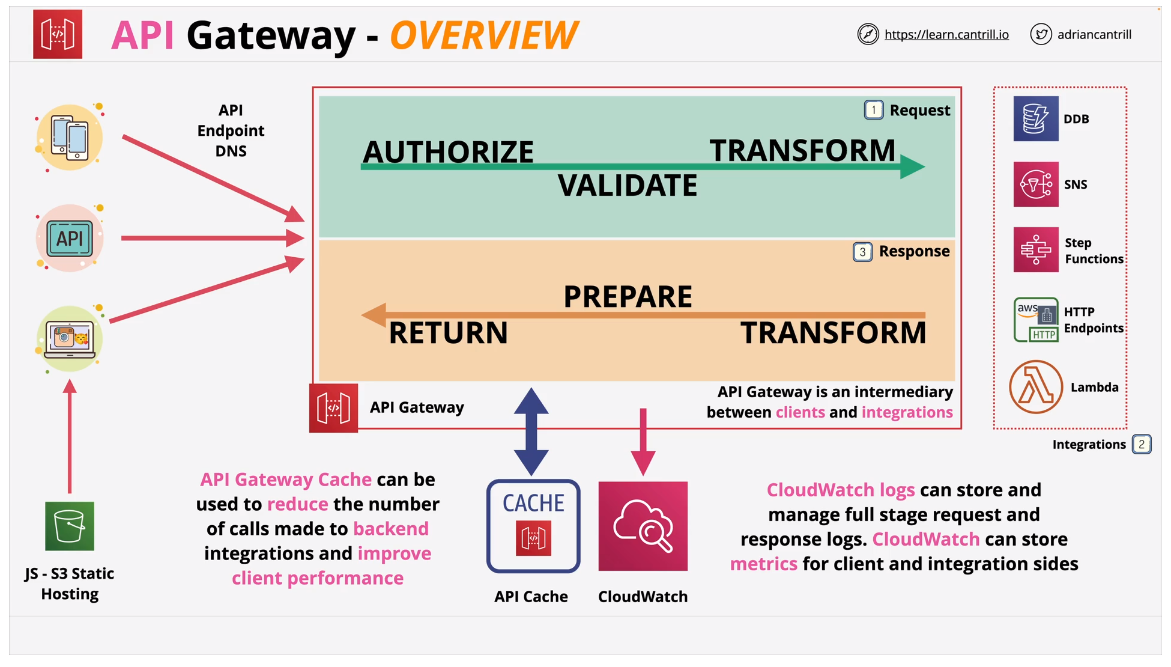 API Gateway - OVERVIEW
https://learn.cantrill.io
adriancantrill
API
Endpoint
DNS
API
1 Request
AUTHORIZE
TRANSFORM
VALIDATE
3 Response
PREPARE
RETURN
TRANSFORM
API Gateway
API Gateway is an intermediary
between clients and integrations
DDB
SNS
Step
Functions
aws
HTTP
HTTP
Endpoints
Lambda
Integrations 2
JS - S3 Static
Hosting
API Gateway Cache can be
used to reduce the number
of calls made to backend
integrations and improve
client performance
CACHE
API Cache
CloudWatch
CloudWatch logs can store and
manage full stage request and
response logs. CloudWatch can store
metrics for client and integration sides